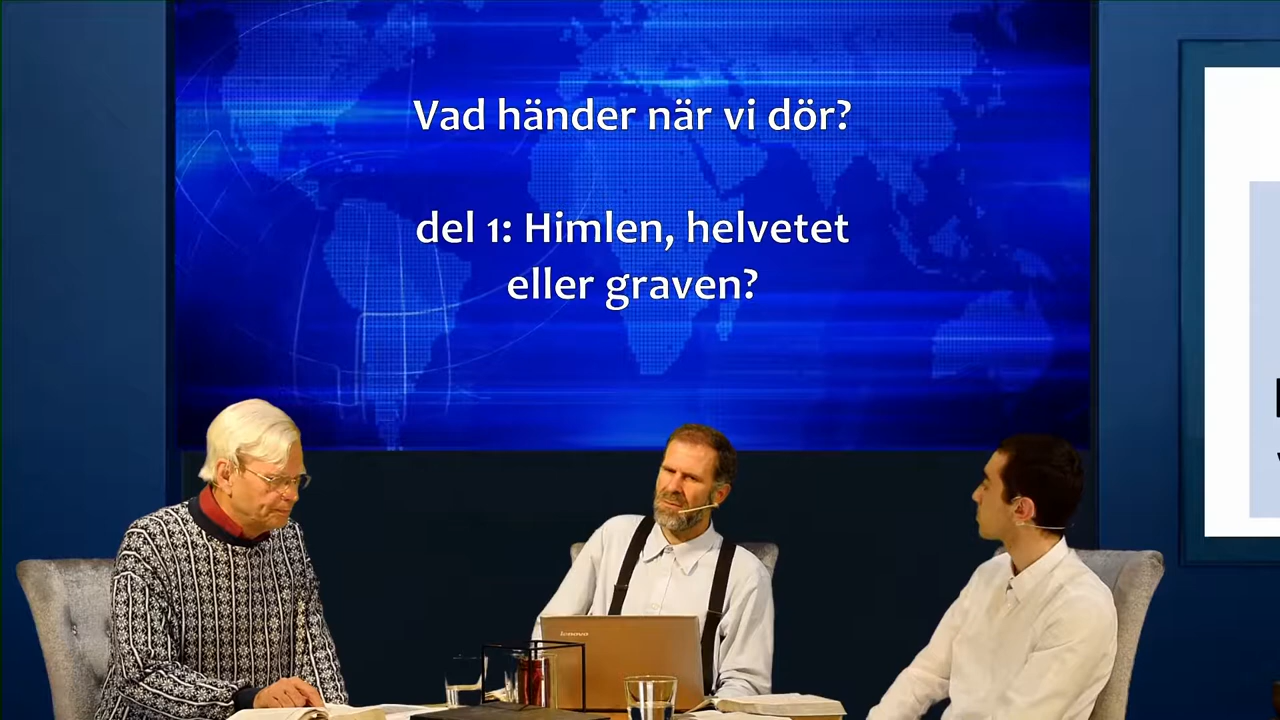 Vad händer när vi dör?
del 1: Himlen, helvetet
eller graven?
lenovo